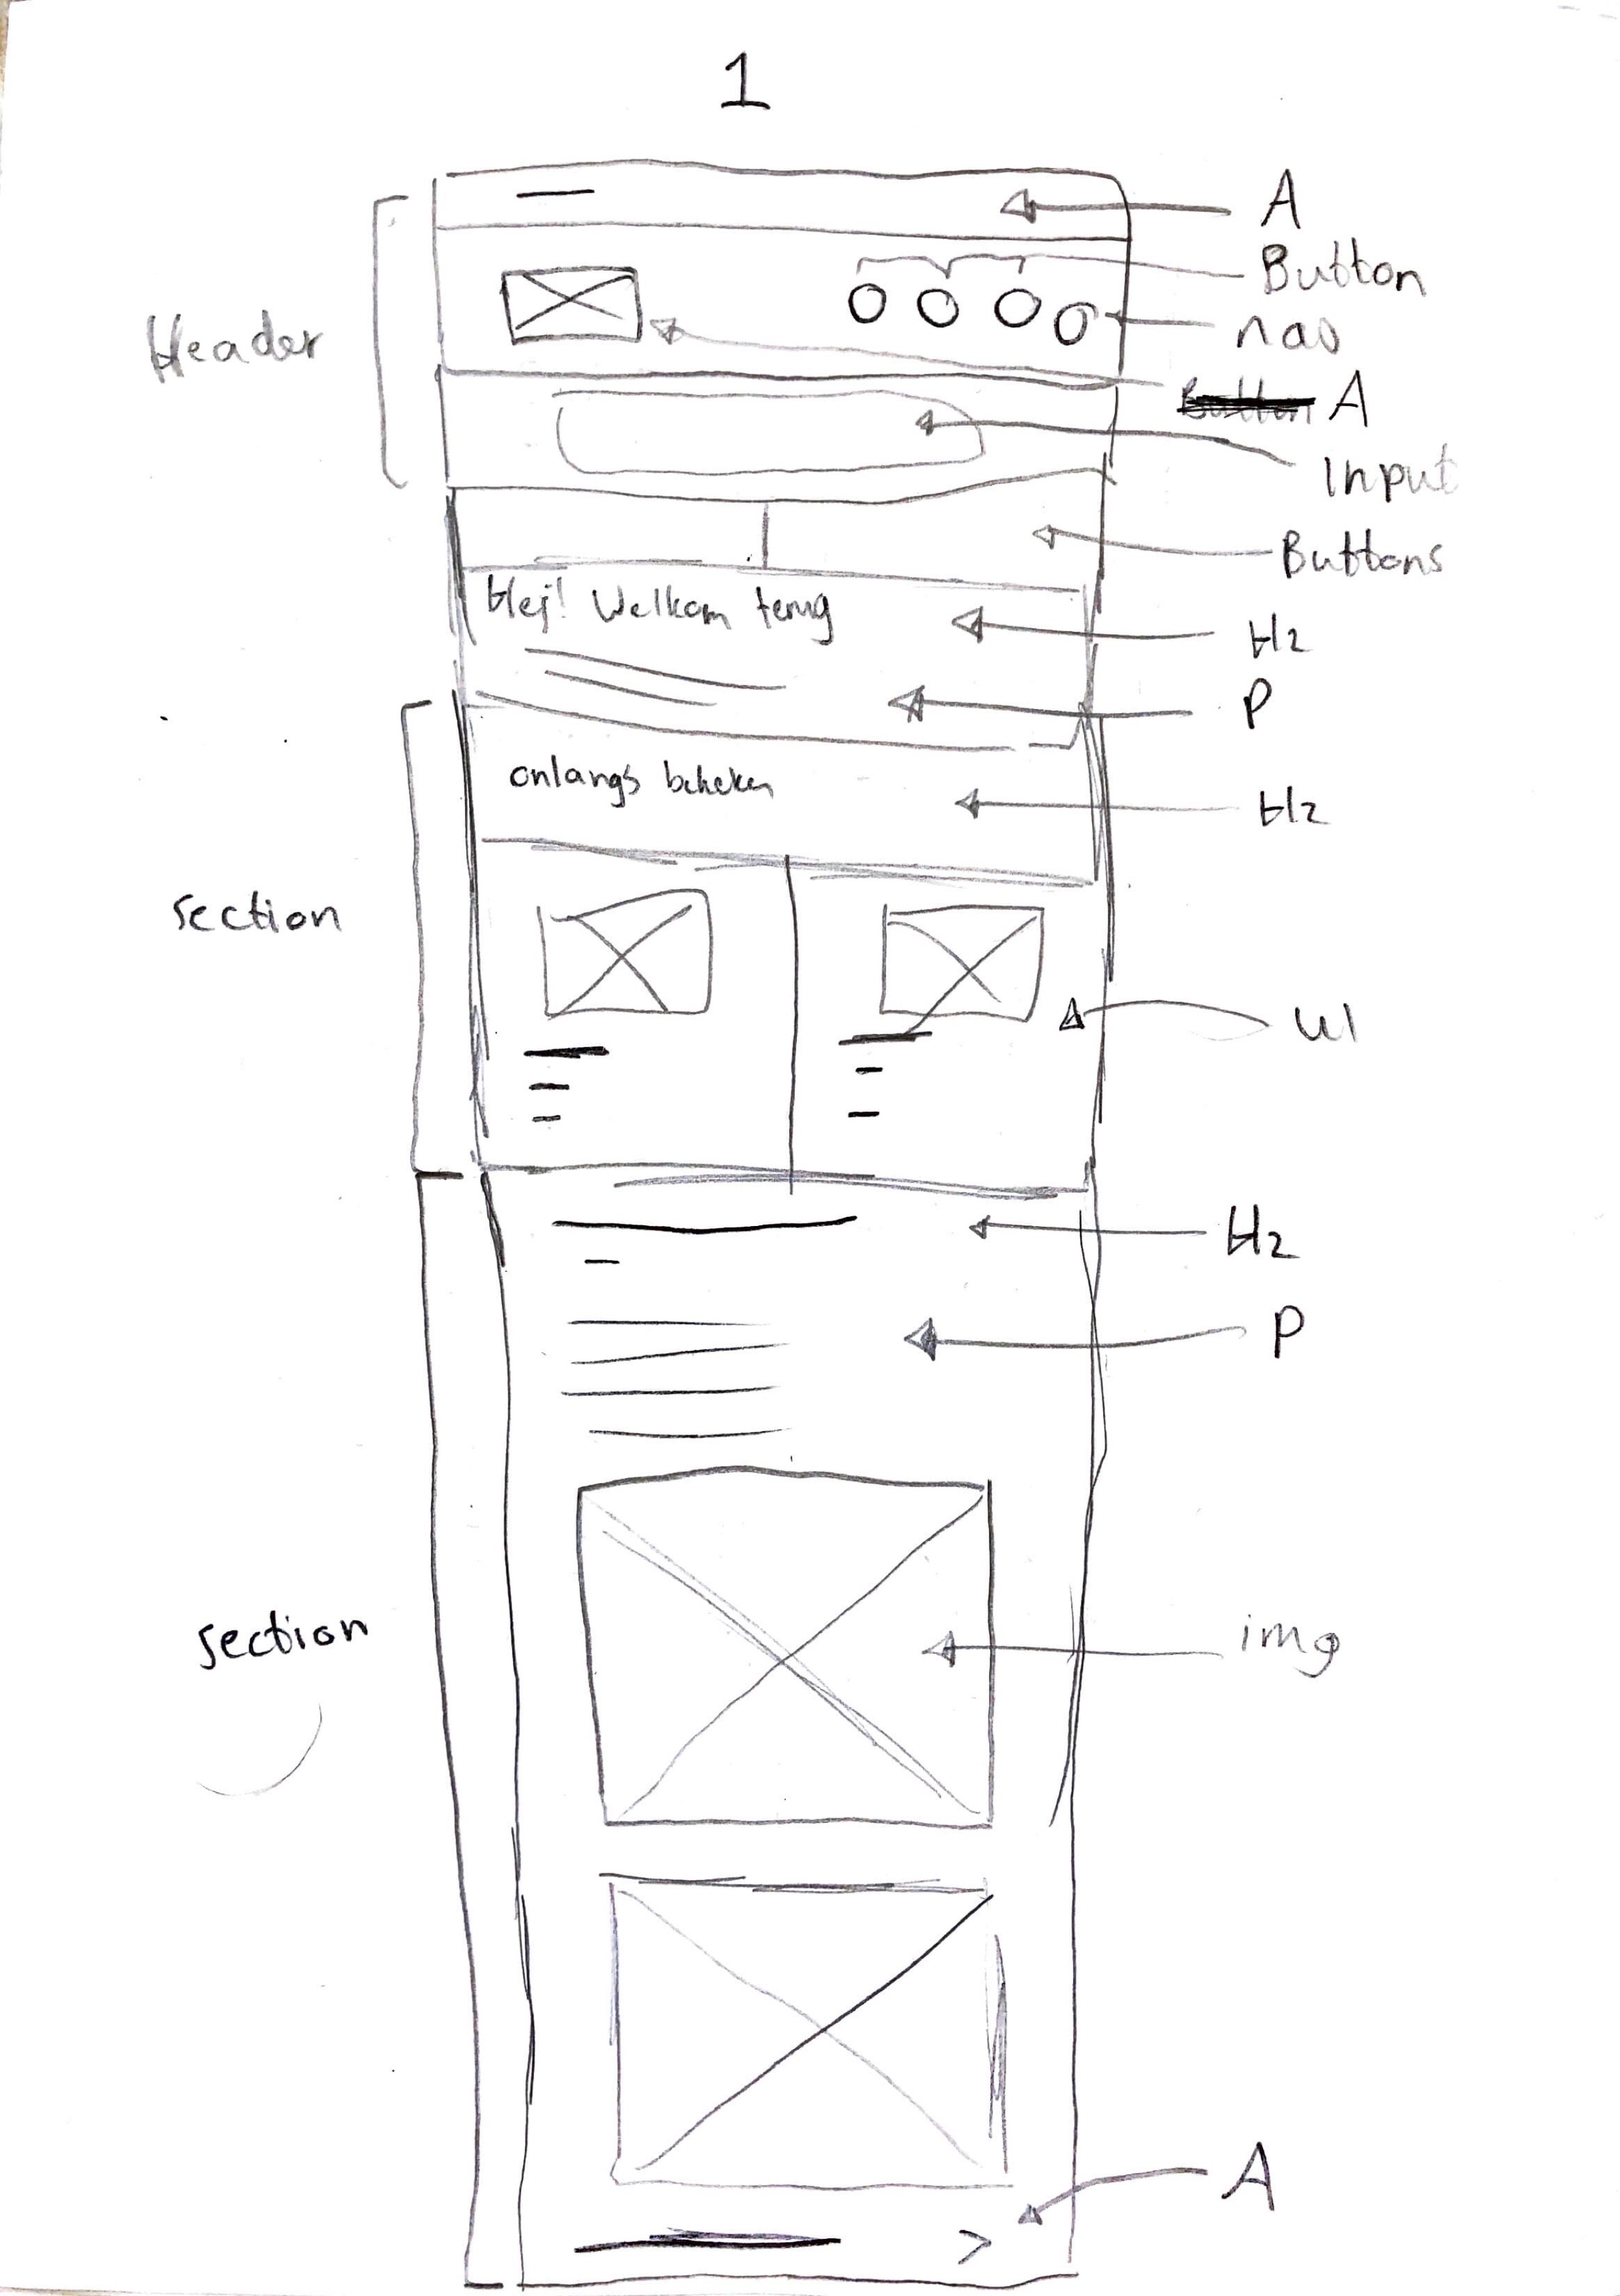 1
A
Button
Header
nav
Button A
Input
Buttons
Hej! Welkom terug
H2
P
onlangs bekeken
H2
section
Ul
H2
P
section
img
A
>